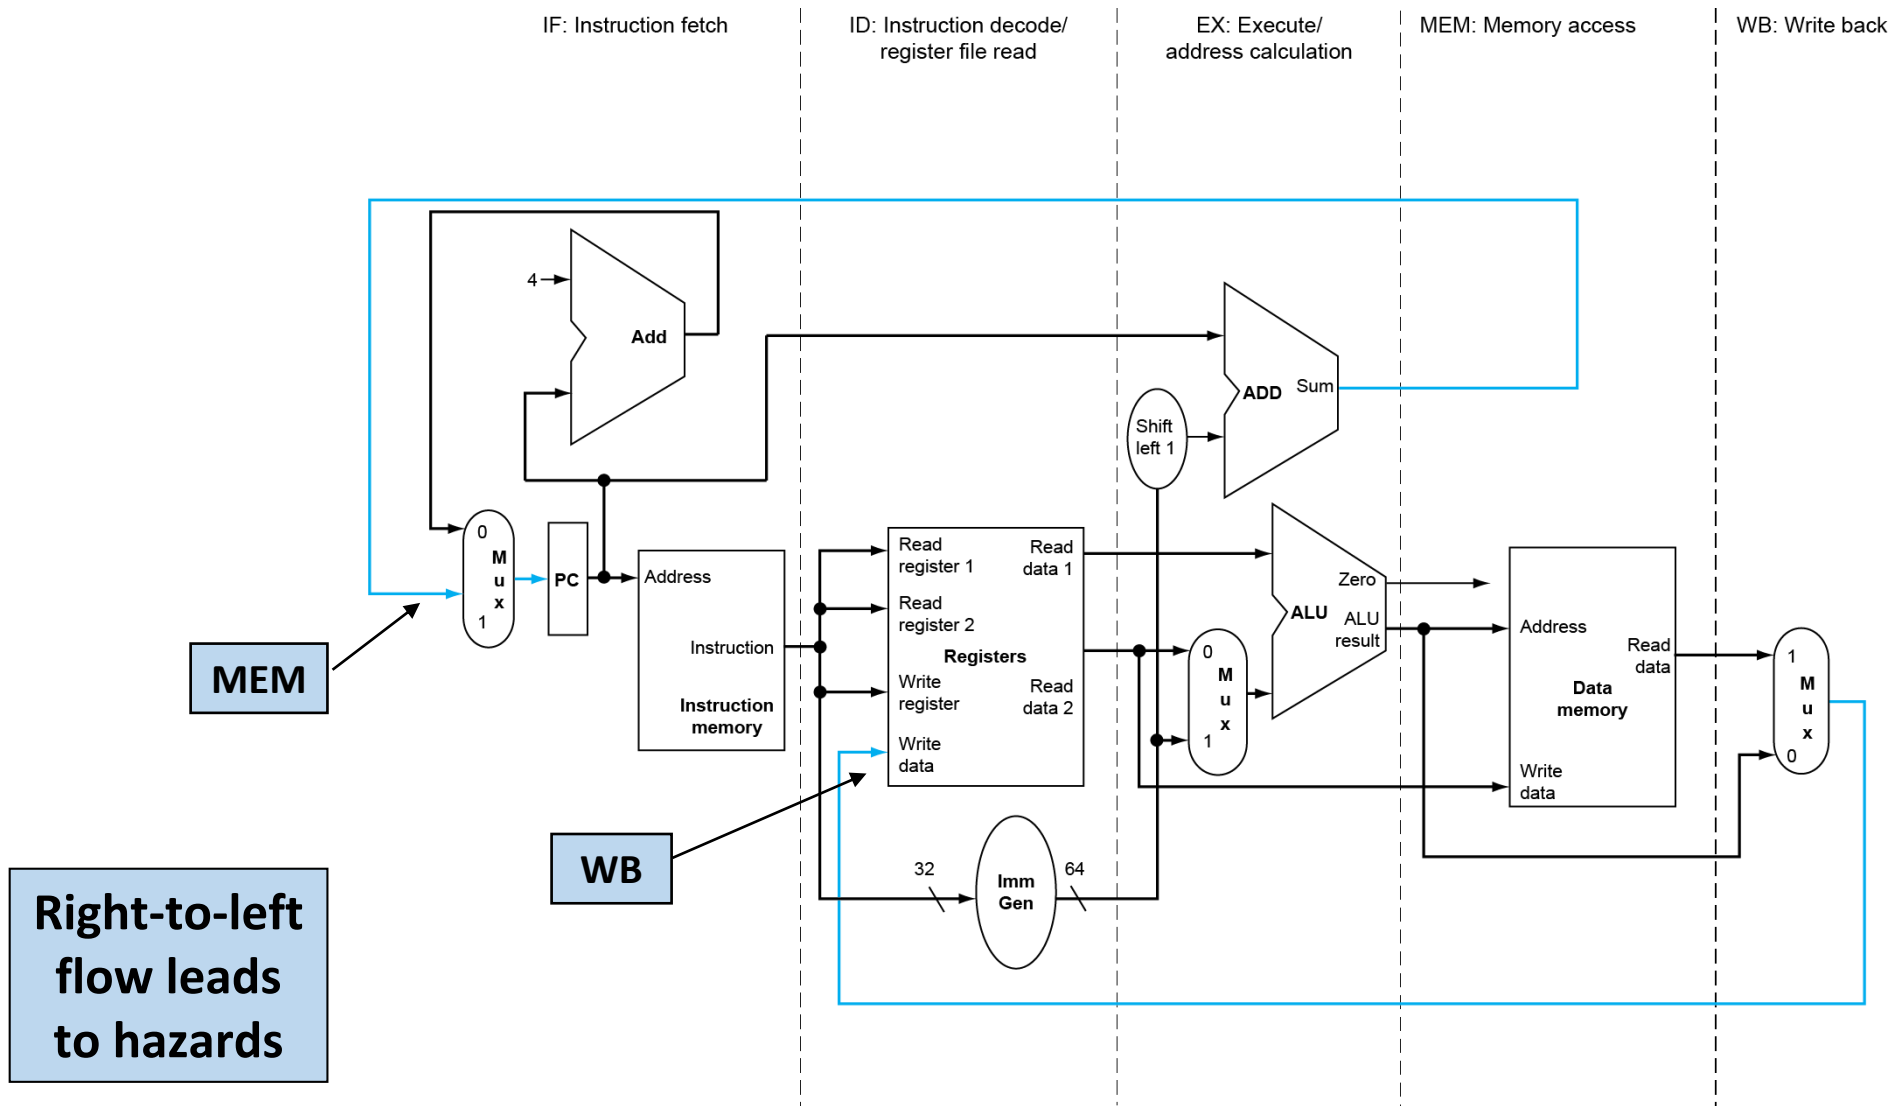 IF: Instruction fetch
ID: Instruction decode/
register file read
EX: Execute/
address calculation
MEM: Memory access
WB: Write back
4
Add
ADD
Sum
Shift
left 1
0
M
u
x
1
PC
Address
Instruction
Instruction
memory
MEM
Read
register 1
Read
register 2
Write
register
Write
data
Registers
Read
data 1
Read
data 2
WB
32
Imm
Gen
64
0
M
u
x
1
Zero
ALU
ALU
result
Address
Read
data
Data
memory
Write
data
1
M
u
x
0
Right-to-left
flow leads
to hazards